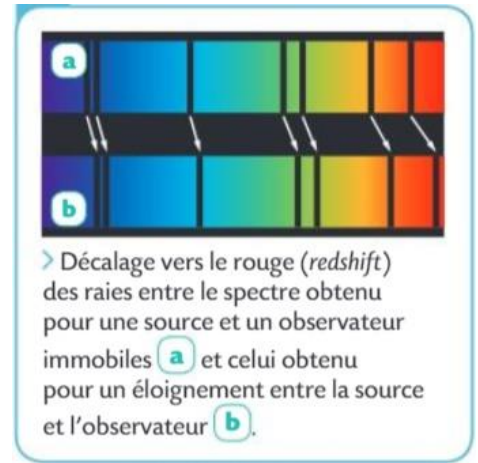 a
b
> Décalage vers le rouge (redshift)
des raies entre le spectre obtenu
pour une source et un observateur
immobiles a et celui obtenu
pour un éloignement entre la source
et l'observateur b.